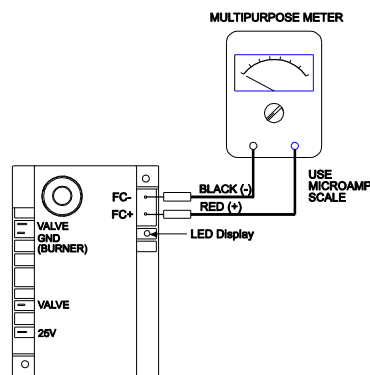 MULTIPURPOSE METER
USE
MICROAMP
SCALE
BLACK (-)
FC-
RED (+)
FC+
LED Display
VALVE
GND
(BURNER)
VALVE
25V